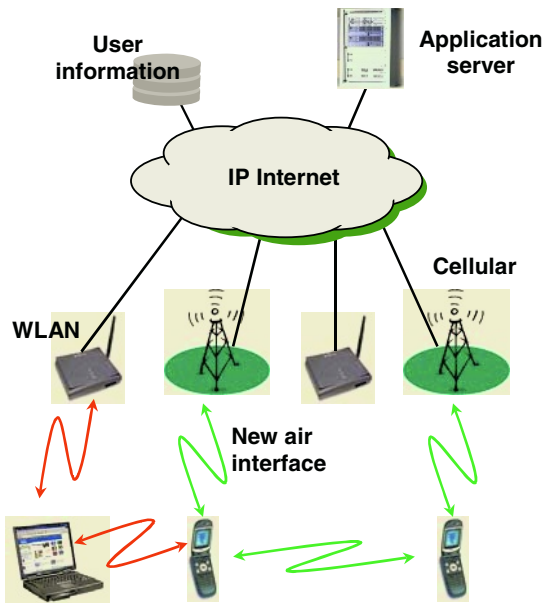 User
information
Application
server
IP Internet
Cellular
WLAN
New air
interface